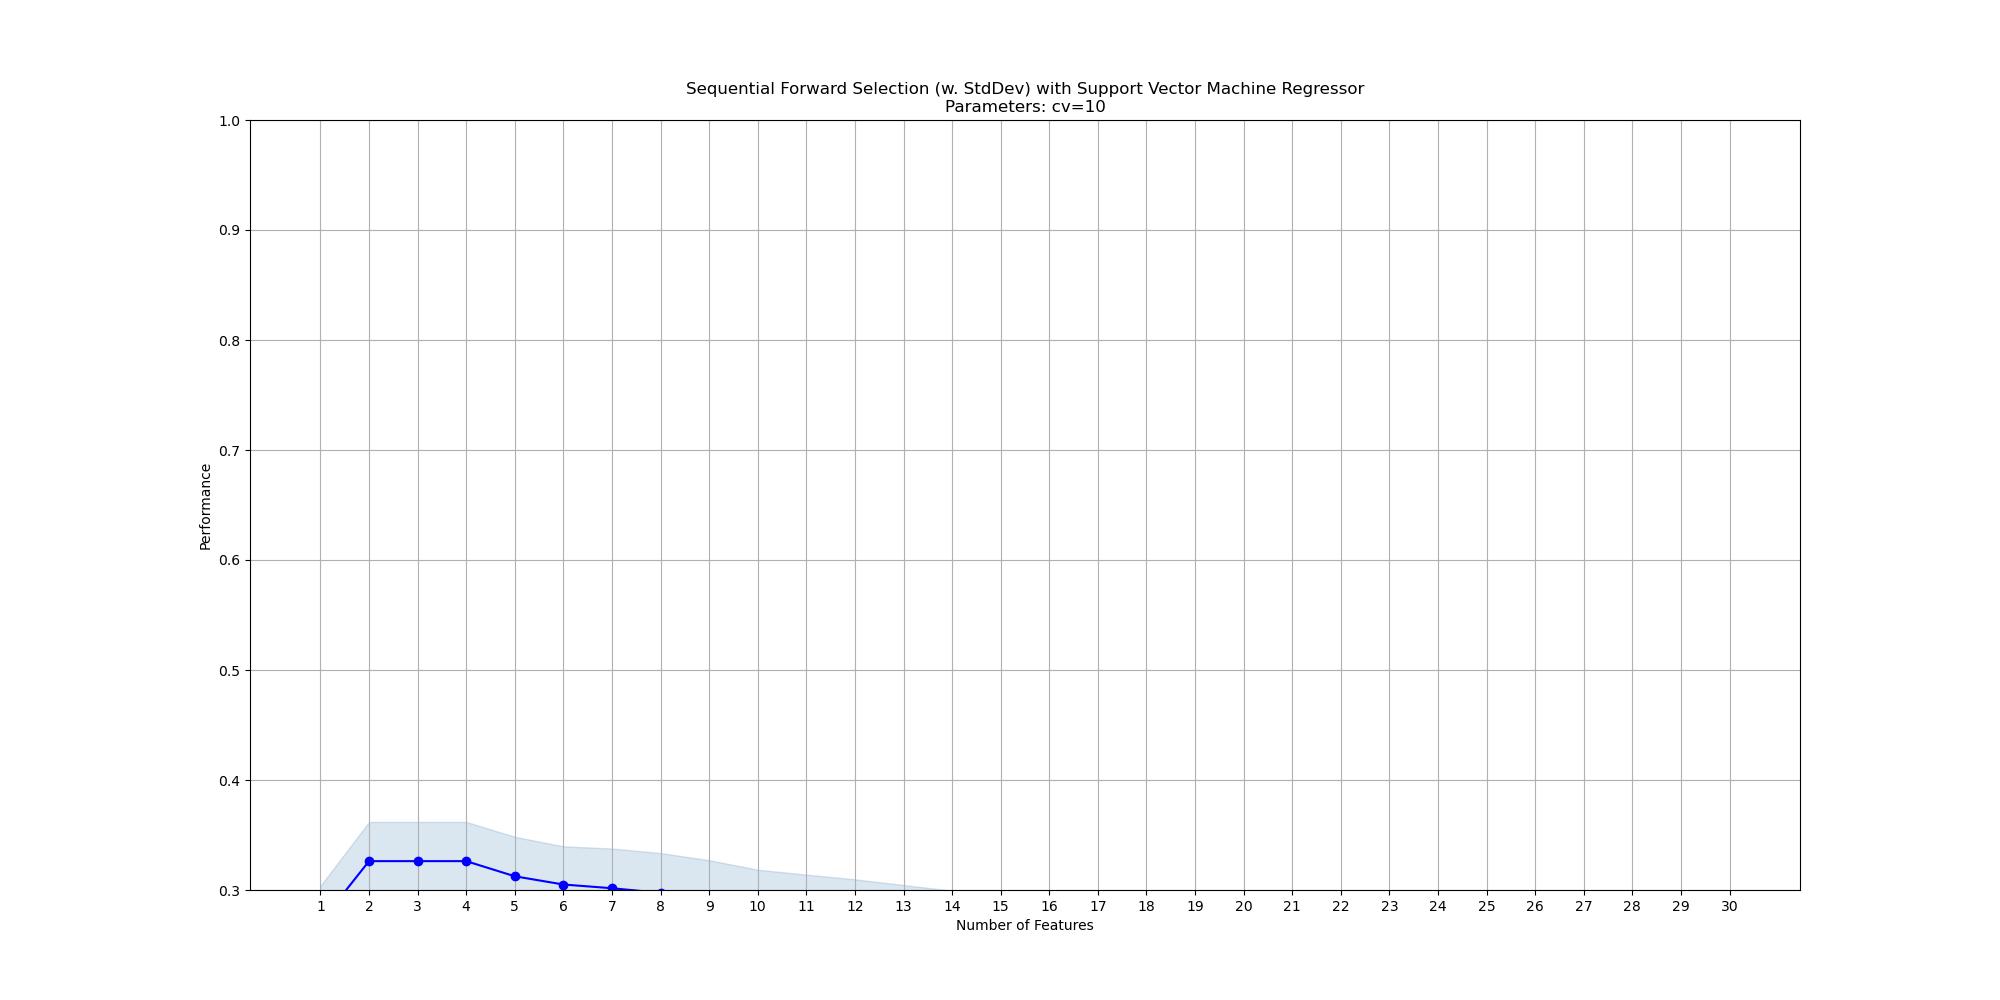 Sequential Forward Selection (w. StdDev) with Support Vector Machine Regressor
Parameters: cv=10
1.0
0.9
0.8
0.7
0.6
0.5
0.4
0.3
Performance
1 2 3 4 5 6 7 8 9 10 11 12 13 14 15 16 17 18 19 20 21 22 23 24 25 26 27 28 29 30
Number of Features